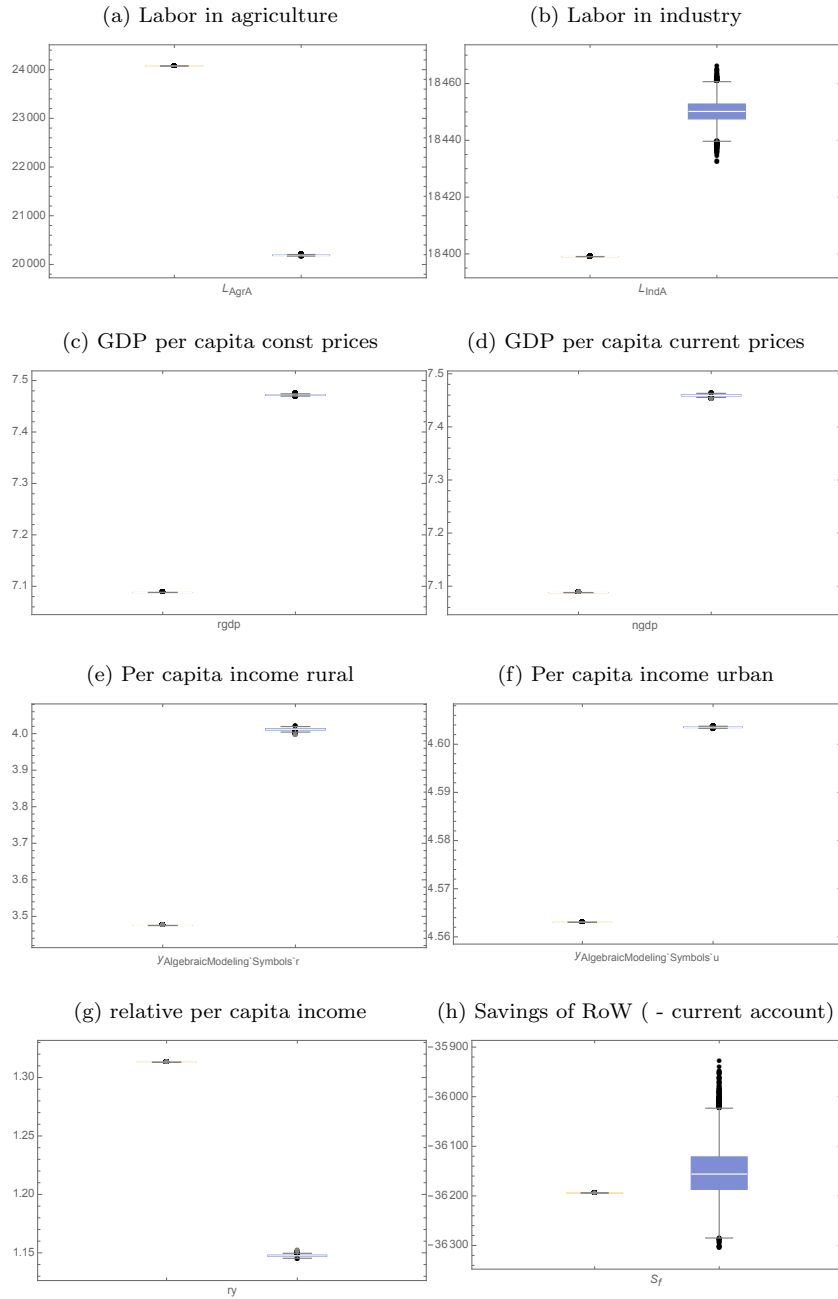 (a) Labor in agriculture
(b) Labor in industry
24000
23000
22000
21000
20000
L_AgrA
18460
18440
18420
18400
L_IndA
(c) GDP per capita const prices
(d) GDP per capita current prices
7.5
7.4
7.3
7.2
7.1
rgdp
7.5
7.4
7.3
7.2
7.1
ngdp
(e) Per capita income rural
(f) Per capita income urban
4.0
3.9
3.8
3.7
3.6
3.5
yAlgebraicModeling`Symbols`r
4.60
4.59
4.58
4.57
4.56
yAlgebraicModeling`Symbols`u
(g) relative per capita income
(h) Savings of RoW ( - current account)
1.30
1.25
1.20
1.15
ry
-35900
-36000
-36100
-36200
-36300
S_f